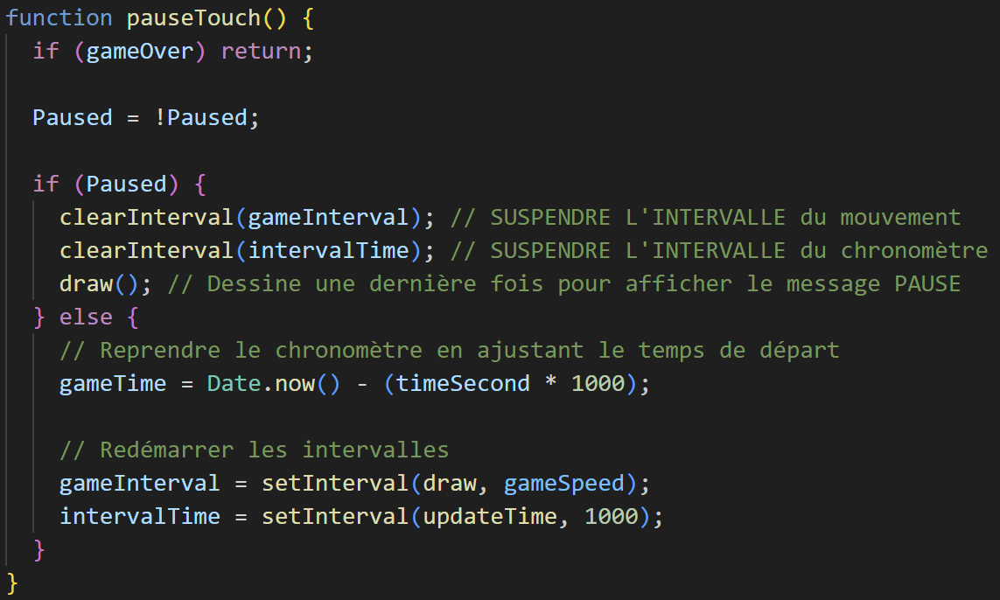 function pauseTouch() {
if (gameOver) return;
Paused = !Paused;
if (Paused) {
clearInterval(gameInterval); // SUSPENDRE L'INTERVALLE du mouvement
clearInterval(intervalTime); // SUSPENDRE L'INTERVALLE du chronomètre
draw(); // Dessine une dernière fois pour afficher le message PAUSE
} else {
// Reprendre le chronomètre en ajustant le temps de départ
gameTime = Date.now() - (timeSecond * 1000);
// Redémarrer les intervalles
gameInterval = setInterval(draw, gameSpeed);
intervalTime = setInterval(updateTime, 1000);
}
}